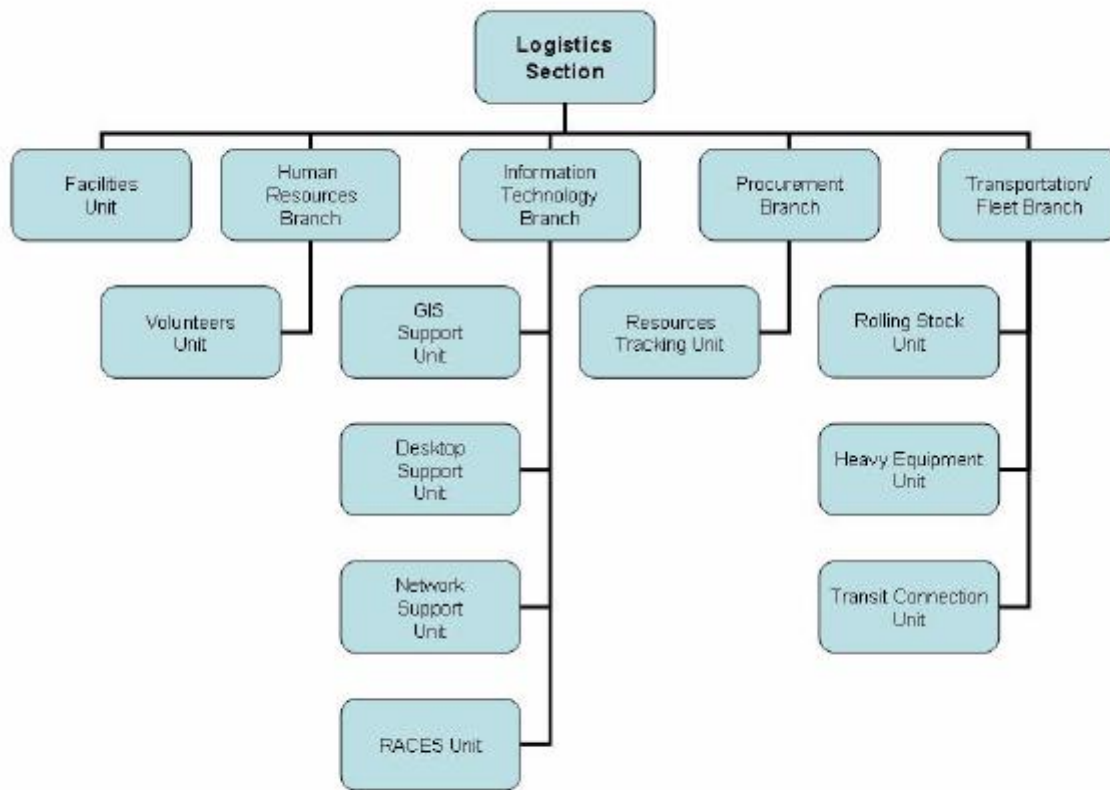 Logistics
Section
Facilities
Unit
Human
Resources
Branch
Information
Technology
Branch
Procurement
Branch
Transportation/
Fleet Branch
Volunteers
Unit
GIS
Support
Unit
Resources
Tracking Unit
Rolling Stock
Unit
Desktop
Support
Unit
Heavy Equipment
Unit
Network
Support
Unit
Transit Connection
Unit
RACES Unit